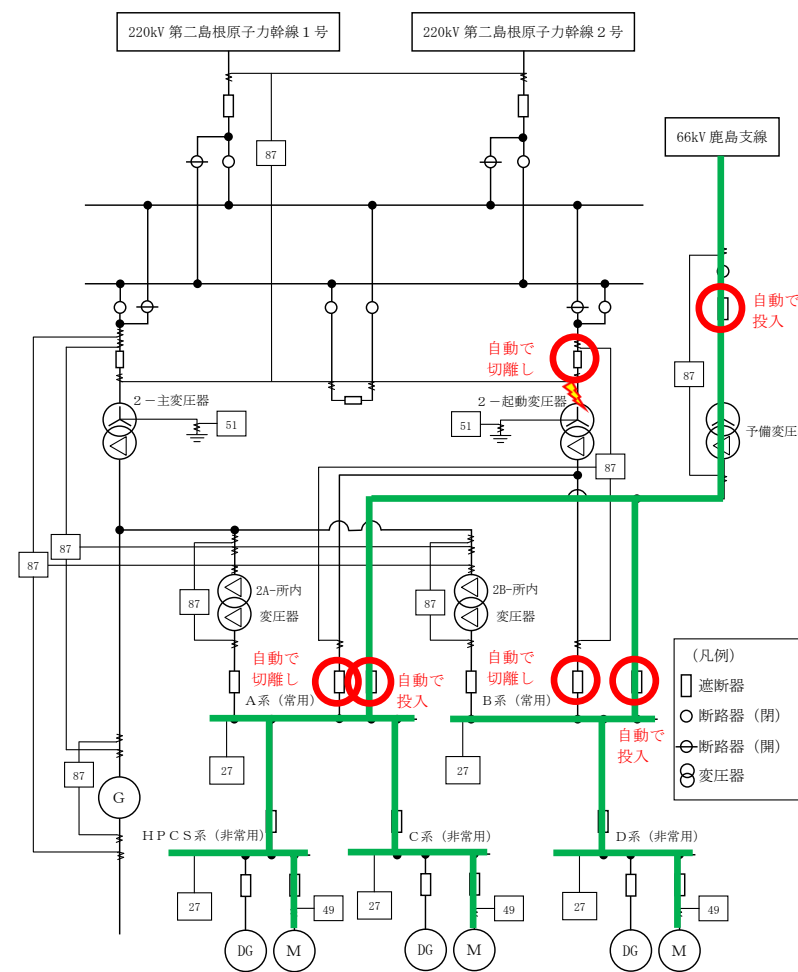 220kV 第二島根原子力幹線1号
220kV 第二島根原子力幹線2号
66kV 鹿島支線
87
自動で
投入
自動で
切離し
87
2－主変圧器
51
2－起動変圧器
51
予備変圧
87
87
87
87
2A-所内
変圧器
87
2B-所内
変圧器
自動で
切離し
自動で
投入
自動で
切離し
自動で
投入
A系（常用）
B系（常用）
27
27
（凡例）
遮断器
断路器（閉）
断路器（開）
変圧器
87
G
HPCS系（非常用）
C系（非常用）
D系（非常用）
27
49
27
49
27
49
DG
M
DG
M
DG
M